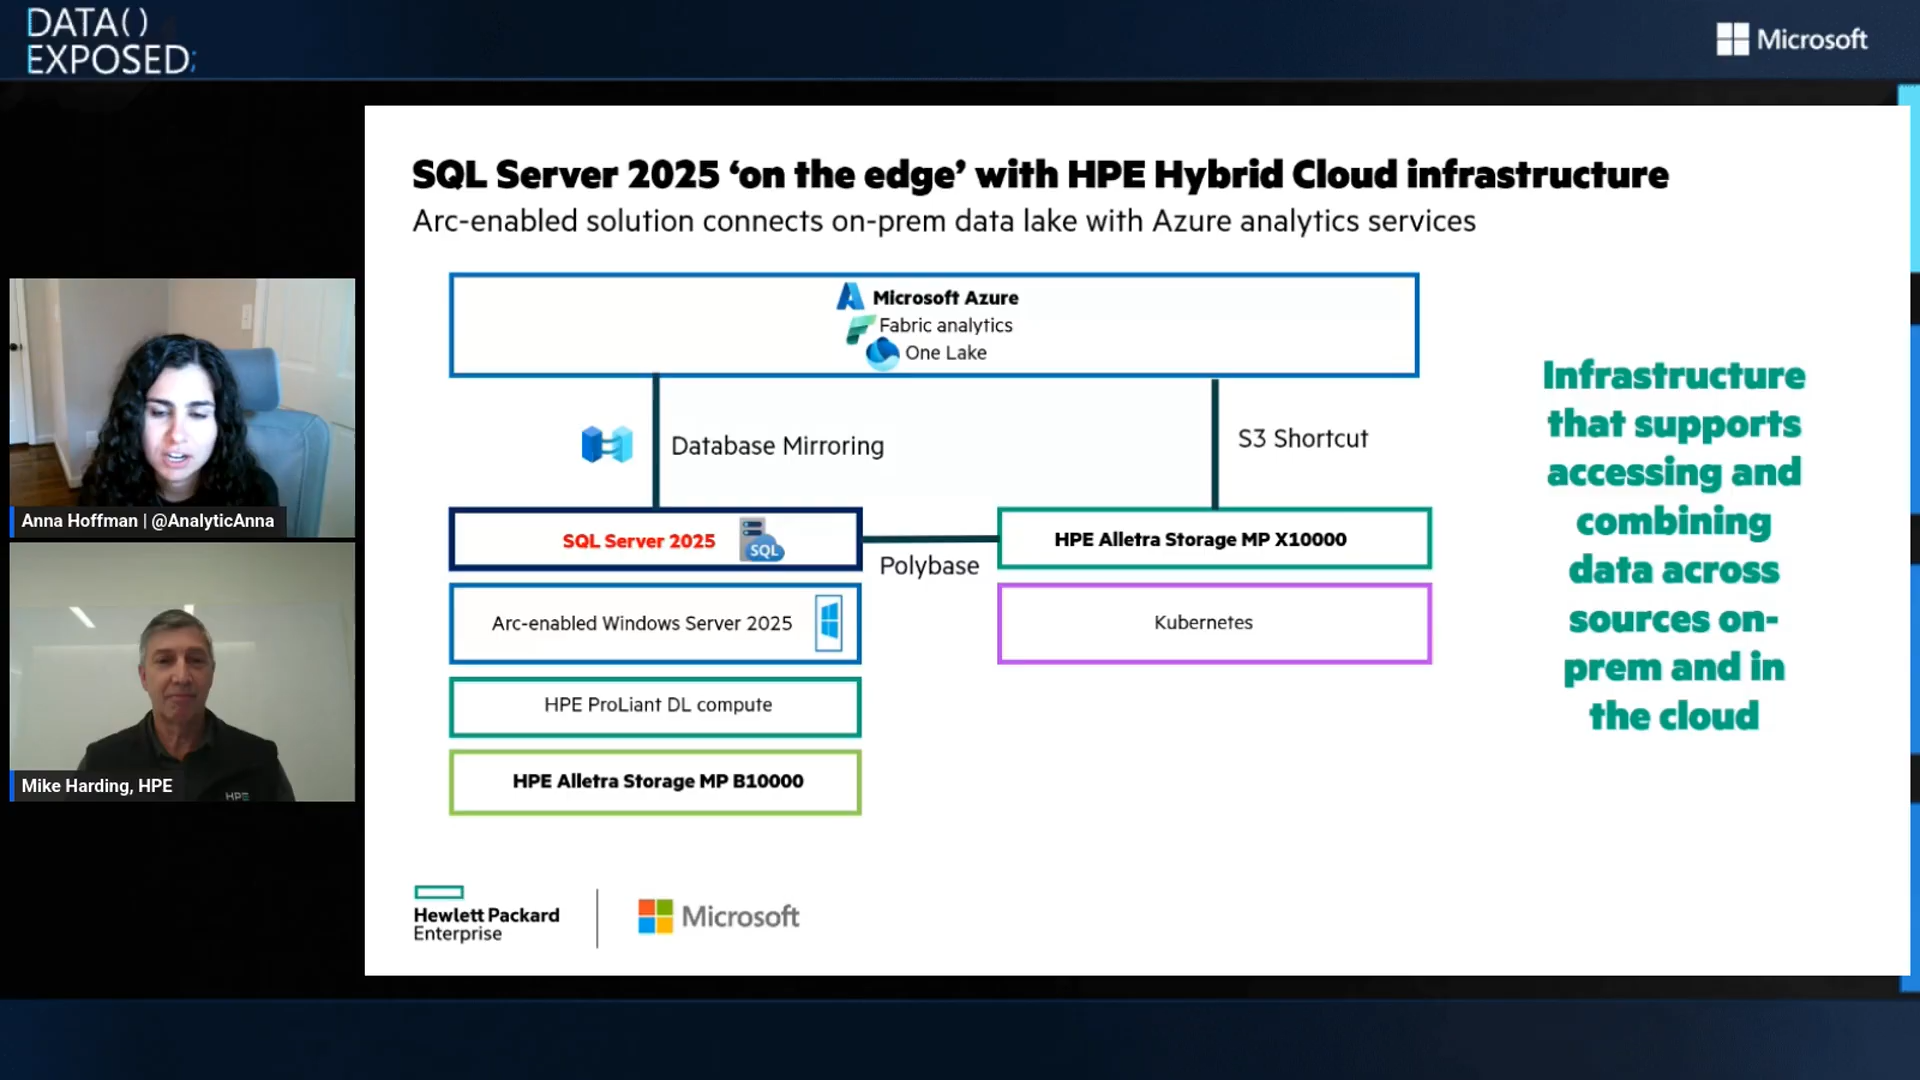 DATA()
EXPOSED;
Microsoft
SQL Server 2025 ‘on the edge’ with HPE Hybrid Cloud infrastructure
Arc-enabled solution connects on-prem data lake with Azure analytics services
Microsoft Azure
Fabric analytics
One Lake
Database Mirroring
S3 Shortcut
SQL Server 2025
SQL
Polybase
HPE Alletra Storage MP X10000
Arc-enabled Windows Server 2025
Kubernetes
HPE ProLiant DL compute
HPE Alletra Storage MP B10000
Infrastructure
that supports
accessing and
combining
data across
sources on-
prem and in
the cloud
Anna Hoffman | @AnalyticAnna
Mike Harding, HPE
HPE
Hewlett Packard
Enterprise
Microsoft